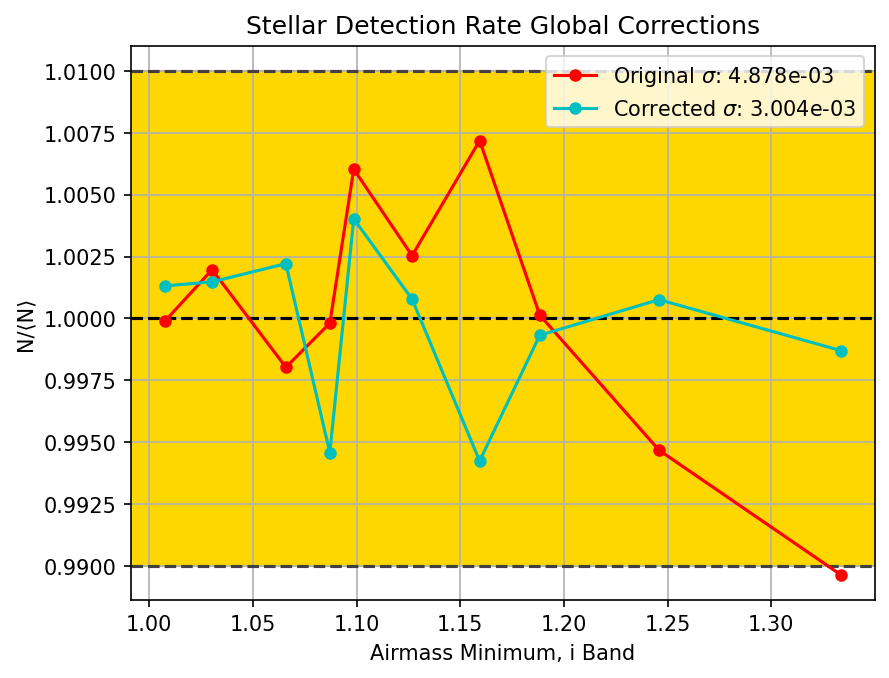 Stellar Detection Rate Global Corrections
Original σ: 4.878e-03
Corrected σ: 3.004e-03
1.0100
1.0075
1.0050
1.0025
1.0000
0.9975
0.9950
0.9925
0.9900
N/⟨N⟩
1.00 1.05 1.10 1.15 1.20 1.25 1.30
Airmass Minimum, i Band